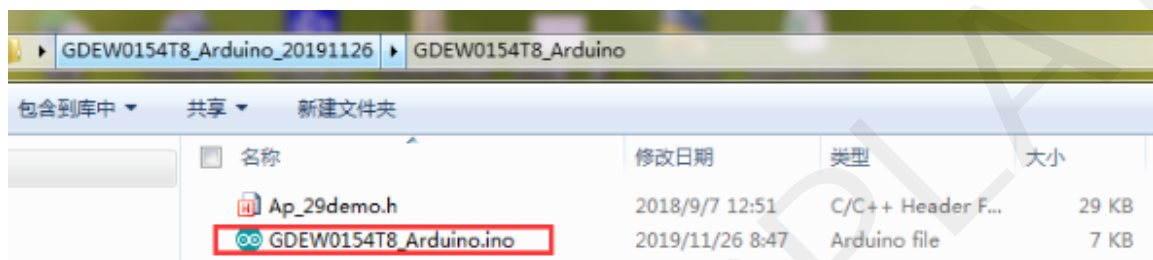 GDEW0154T8_Arduino_20191126 GDEW0154T8_Arduino
包含到库中 共享 新建文件夹
名称 修改日期 类型 大小
Ap_29demo.h 2018/9/7 12:51 C/C++ Header F... 29 KB
GDEW0154T8_Arduino.ino 2019/11/26 8:47 Arduino file 7 KB